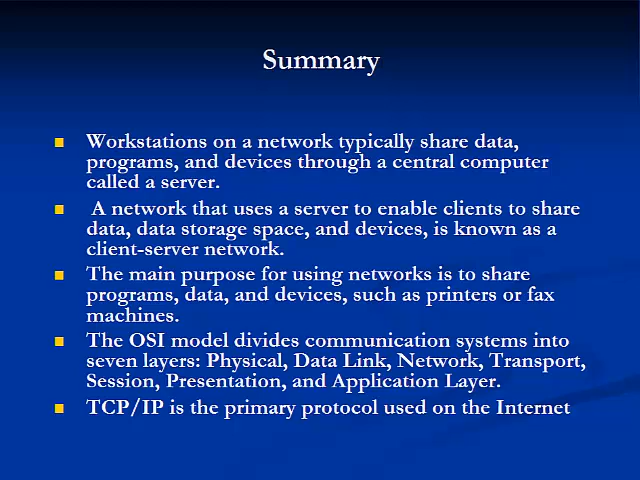 Summary
Workstations on a network typically share data,
programs, and devices through a central computer
called a server.
A network that uses a server to enable clients to share
data, data storage space, and devices, is known as a
client-server network.
The main purpose for using networks is to share
programs, data, and devices, such as printers or fax
machines.
The OSI model divides communication systems into
seven layers: Physical, Data Link, Network, Transport,
Session, Presentation, and Application Layer.
TCP/IP is the primary protocol used on the Internet